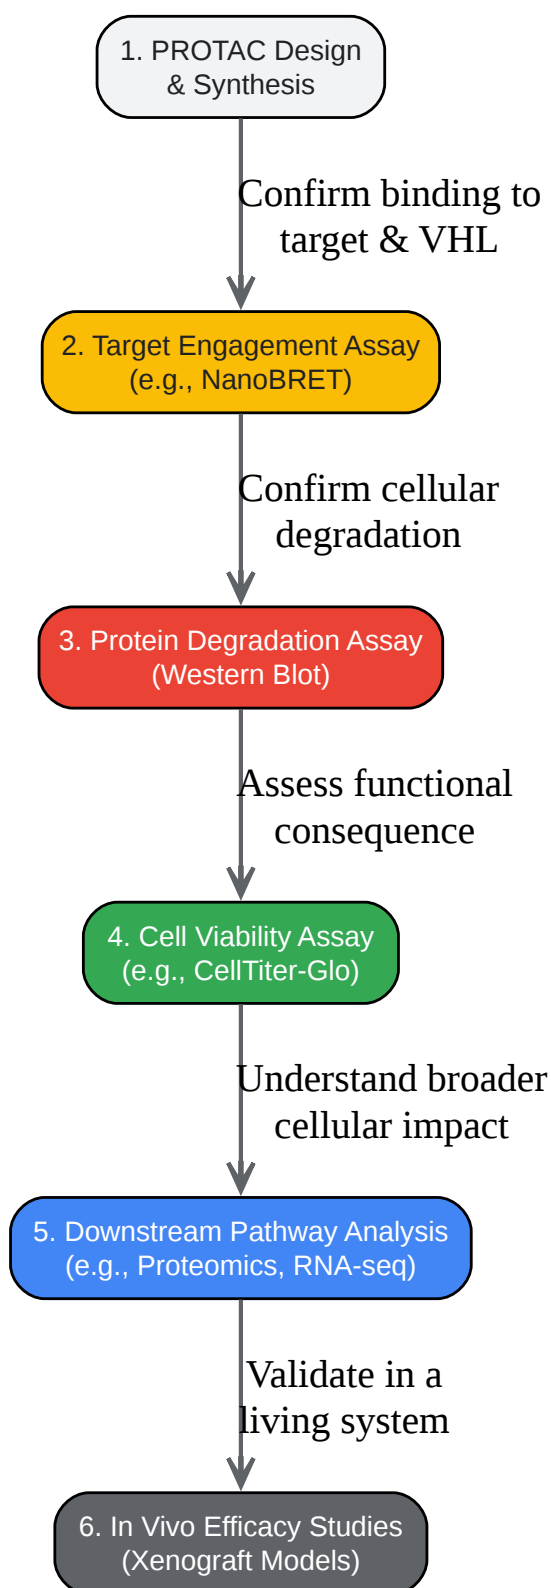 1. PROTAC Design
& Synthesis
Confirm binding to
target & VHL
2. Target Engagement Assay
(e.g., NanoBRET)
Confirm cellular
degradation
3. Protein Degradation Assay
(Western Blot)
Assess functional
consequence
4. Cell Viability Assay
(e.g., CellTiter-Glo)
Understand broader
cellular impact
5. Downstream Pathway Analysis
(e.g., Proteomics, RNA-seq)
Validate in a
living system
6. In Vivo Efficacy Studies
(Xenograft Models)